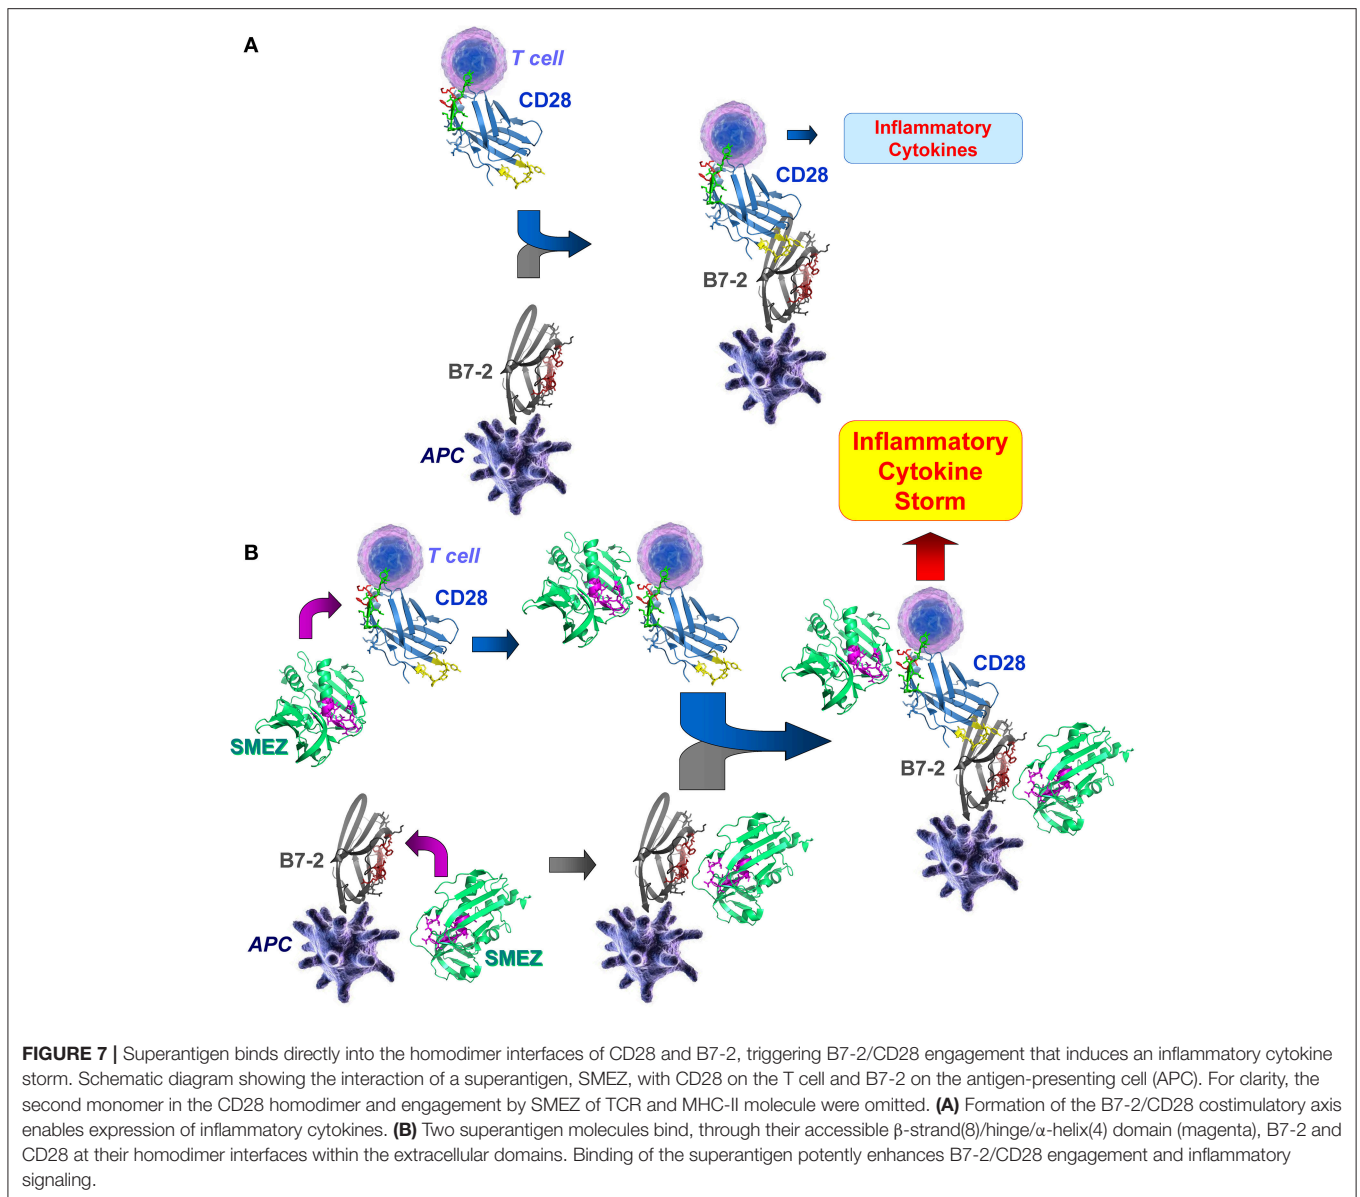 A
T cell
CD28
Inflammatory
Cytokines
CD28
B7-2
B7-2
APC
Inflammatory
Cytokine
Storm
B
T cell
CD28
CD28
SMEZ
B7-2
B7-2
APC
SMEZ
FIGURE 7 | Superantigen binds directly into the homodimer interfaces of CD28 and B7-2, triggering B7-2/CD28 engagement that induces an inflammatory cytokine
storm. Schematic diagram showing the interaction of a superantigen, SMEZ, with CD28 on the T cell and B7-2 on the antigen-presenting cell (APC). For clarity, the
second monomer in the CD28 homodimer and engagement by SMEZ of TCR and MHC-II molecule were omitted. (A) Formation of the B7-2/CD28 costimulatory axis
enables expression of inflammatory cytokines. (B) Two superantigen molecules bind, through their accessible β-strand(8)/hinge/α-helix(4) domain (magenta), B7-2 and
CD28 at their homodimer interfaces within the extracellular domains. Binding of the superantigen potently enhances B7-2/CD28 engagement and inflammatory
signaling.